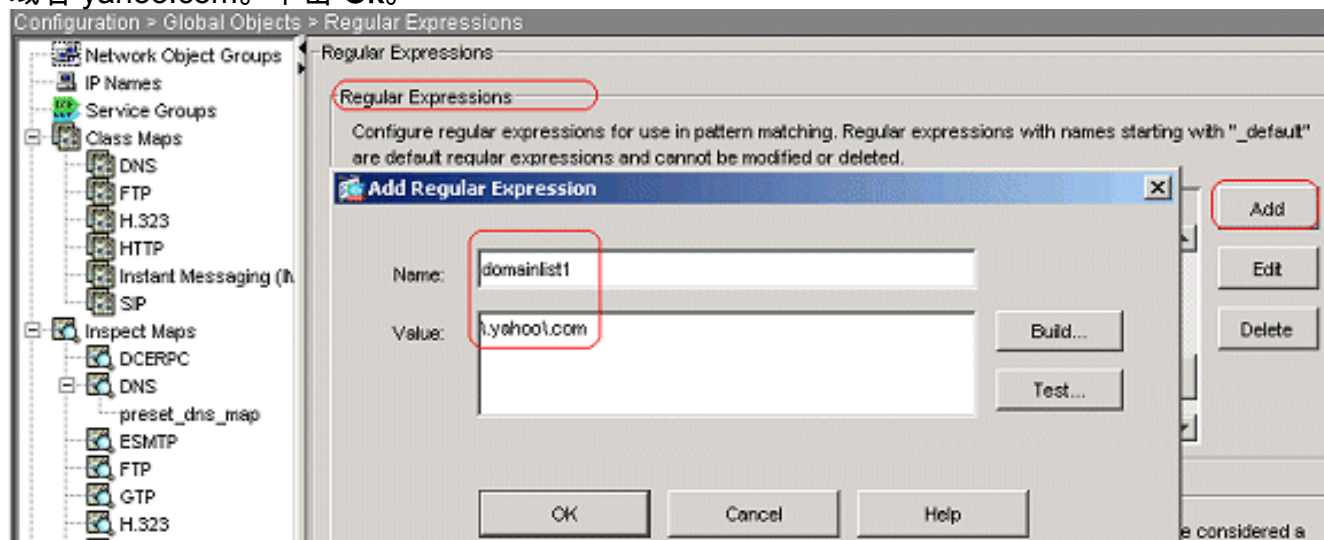 yahoo.com。 Ok。
Configuration > Global Objects > Regular Expressions
Network Object Groups
IP Names
Service Groups
Class Maps
DNS
FTP
H.323
HTTP
Instant Messaging (IM
SIP
Inspect Maps
DCERPC
DNS
preset_dns_map
ESMTP
FTP
GTP
H.323
Regular Expressions
Regular Expressions
Configure regular expressions for use in pattern matching. Regular expressions with names starting with "_default"
are default regular expressions and cannot be modified or deleted.
Add Regular Expression
Name: domainlist1
Value: \.yahoo\.com
Build...
Test...
OK Cancel Help
Add
Edit
Delete
e considered a